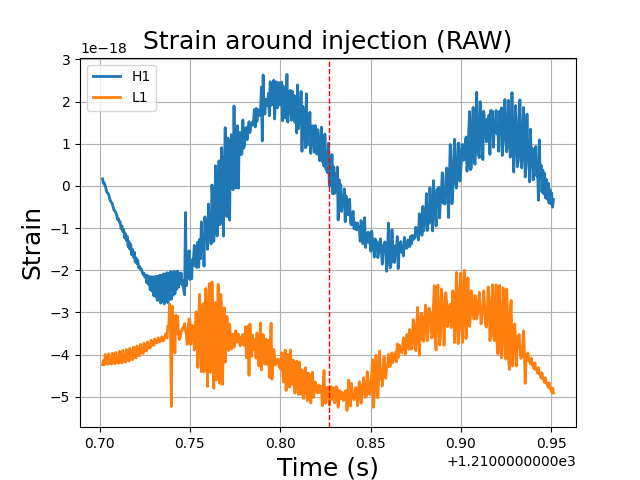 Strain around injection (RAW)
1e−18
H1
L1
3
2
1
0
−1
−2
−3
−4
−5
Strain
0.70 0.75 0.80 0.85 0.90 0.95
+1.2100000000e3
Time (s)